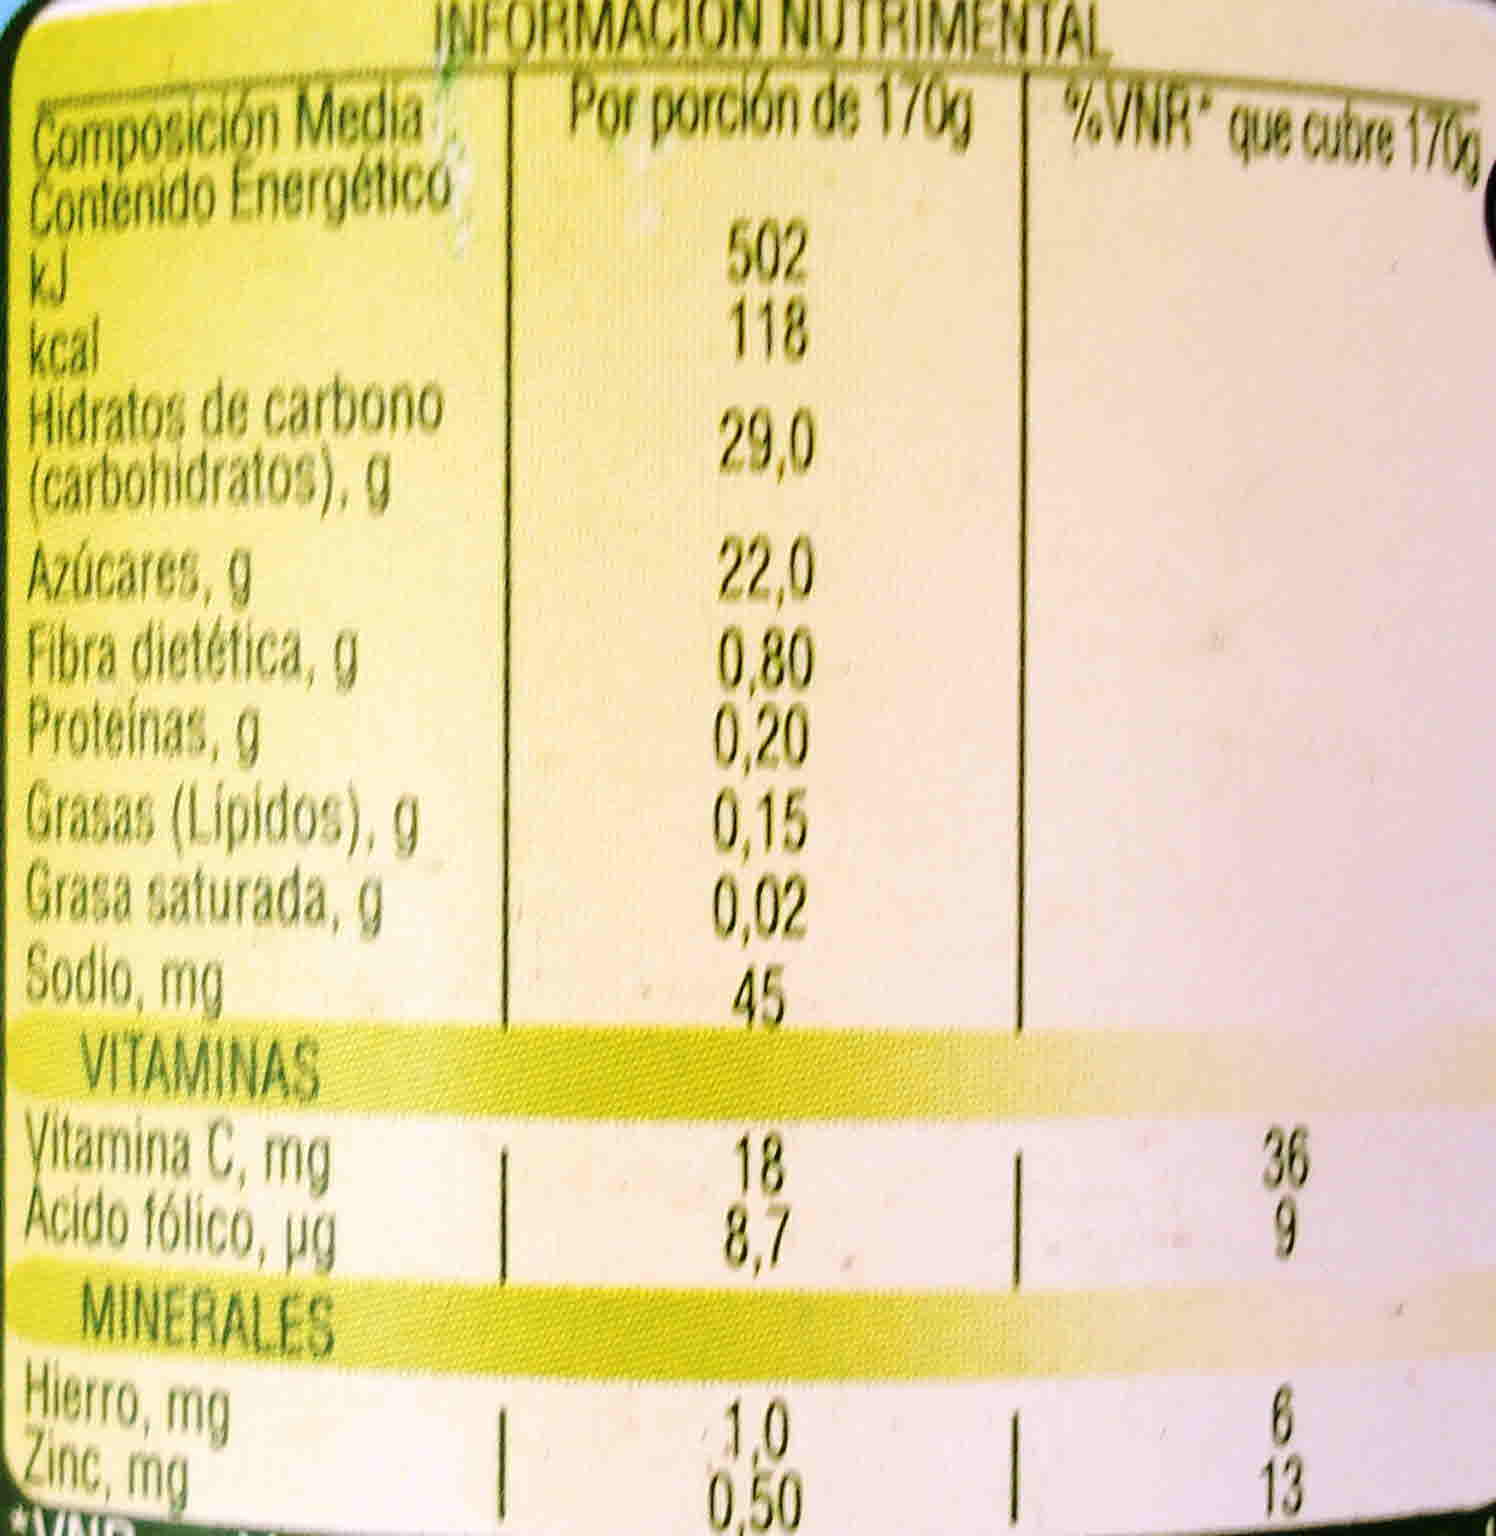 INFORMACIÓN NUTRIMENTAL
Composición Media Por porción de 170g %VNR* que cubre 170g
Contenido Energético
kJ 502
kcal 118
Hidratos de carbono
(carbohidratos), g 29,0
Azúcares, g 22,0
Fibra dietética, g 0,80
Proteínas, g 0,20
Grasas (Lípidos), g 0,15
Grasa saturada, g 0,02
Sodio, mg 45
VITAMINAS
Vitamina C, mg 18 36
Ácido fólico, µg 8,7 9
MINERALES
Hierro, mg 1,0 6
Zinc, mg 0,50 13
*VNR